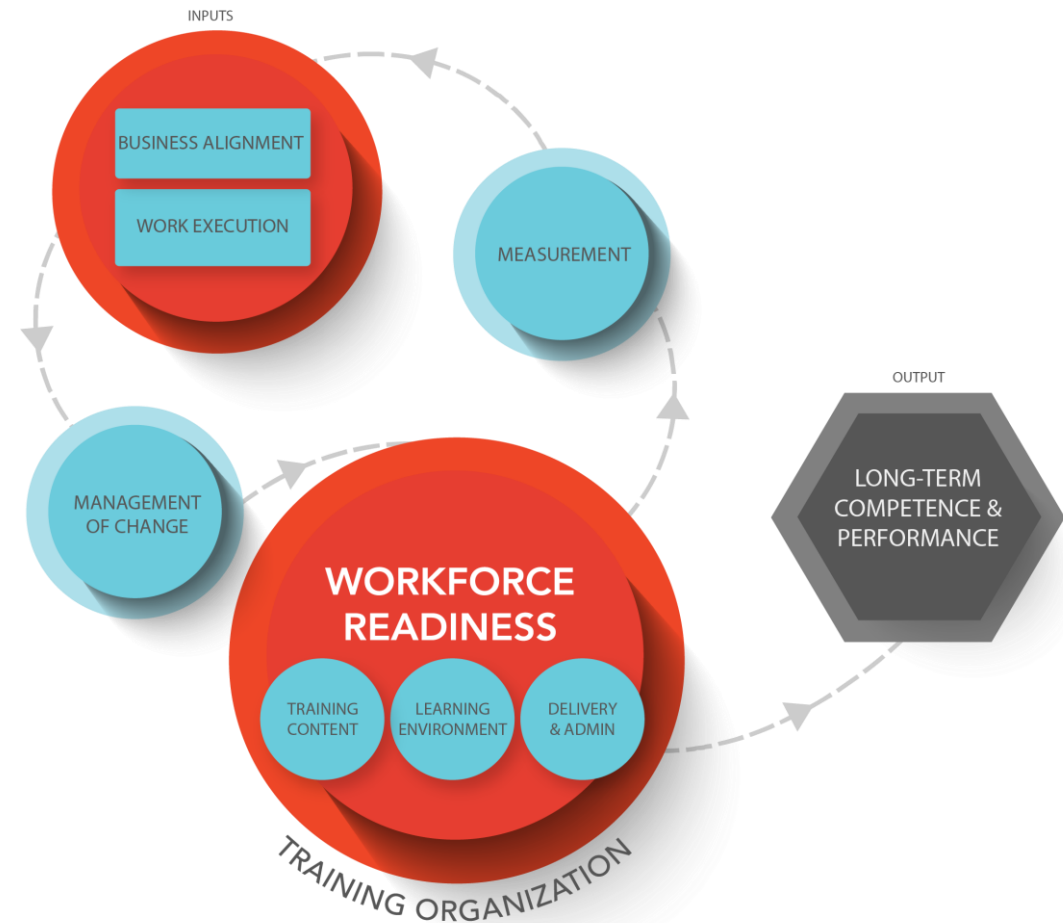 INPUTS
BUSINESS ALIGNMENT
WORK EXECUTION
MEASUREMENT
OUTPUT
LONG-TERM
COMPETENCE &
PERFORMANCE
MANAGEMENT
OF CHANGE
WORKFORCE
READINESS
TRAINING
CONTENT
LEARNING
ENVIRONMENT
DELIVERY
& ADMIN
TRAINING ORGANIZATION